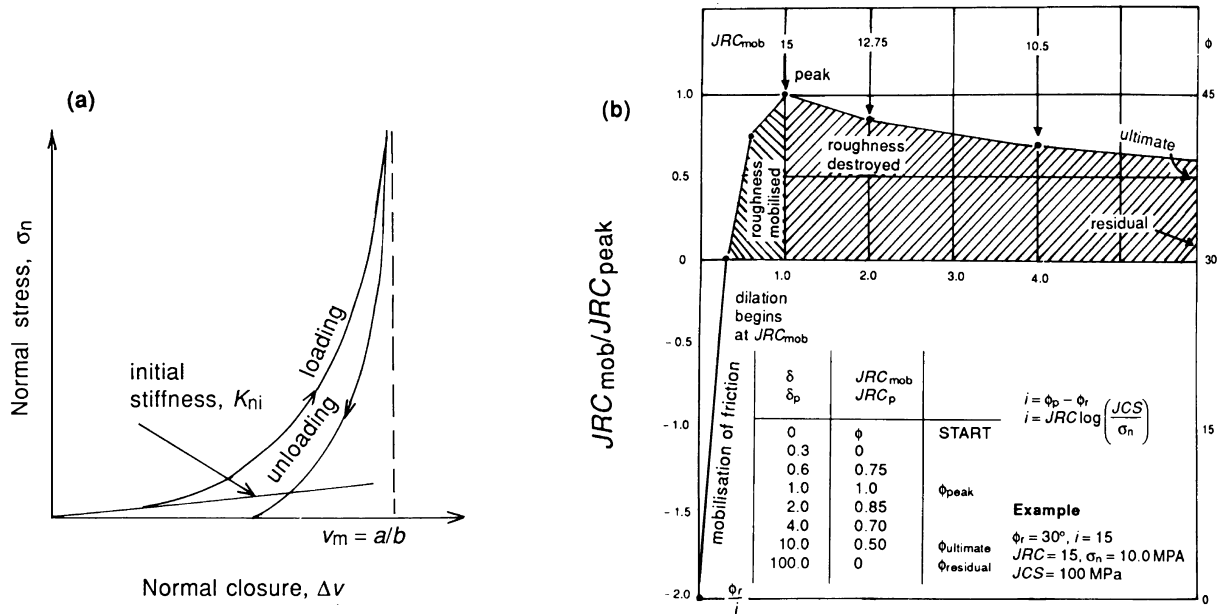 (a)
Normal stress, σn
loading
unloading
initial
stiffness, Kni
vm = a/b
Normal closure, Δv
(b)
JRCmob/JRCpeak
JRCmob
15
12.75
10.5
ϕ
peak
1.0
45
roughness
destroyed
ultimate
roughness
mobilised
0.5
residual
0
30
1.0
2.0
3.0
4.0
dilation
begins
at JRCmob
mobilisation of friction
- 0.5
- 1.0
- 1.5
- 2.0
15
0
δ JRCmob
δp JRCp
0 ϕ START
0.3 0
0.6 0.75
1.0 1.0 ϕpeak
2.0 0.85
4.0 0.70
10.0 0.50 ϕultimate
100.0 0 ϕresidual
i = ϕp – ϕr
i = JRC log (JCS/σn)
Example
ϕr = 30°, i = 15
JRC = 15, σn = 10.0 MPA
JCS = 100 MPa
ϕr
i